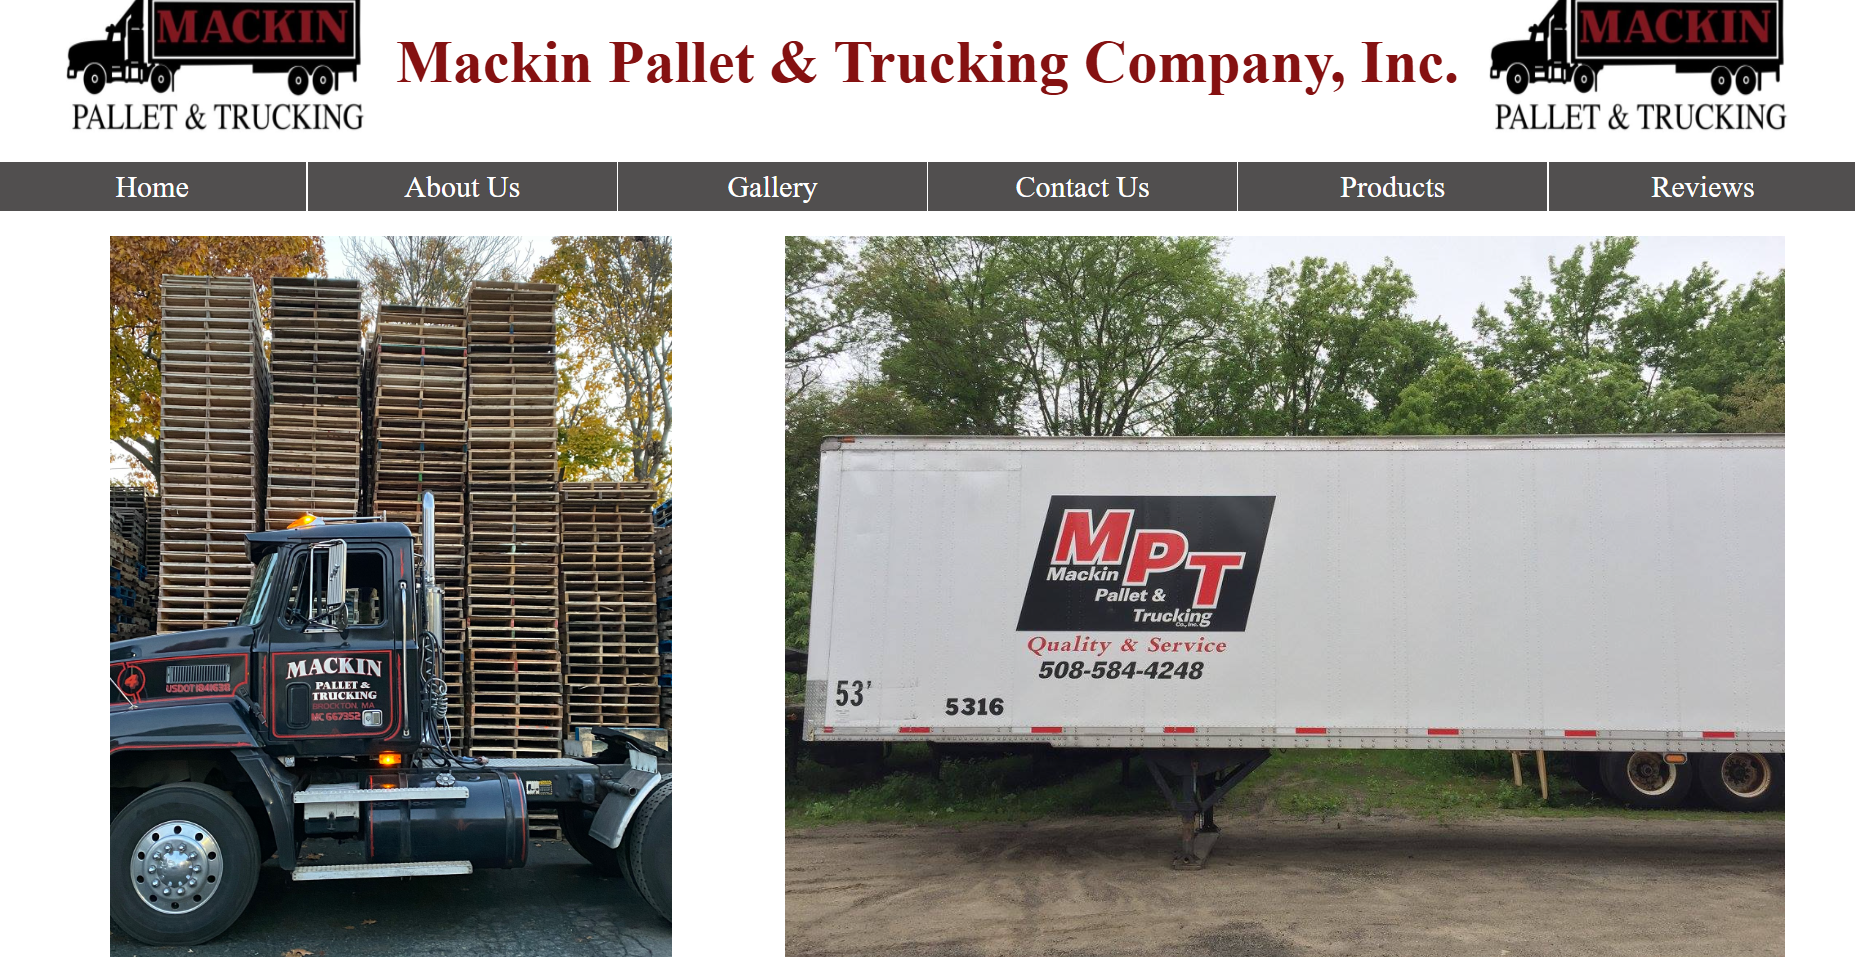 MACKIN
PALLET & TRUCKING
Mackin Pallet & Trucking Company, Inc.
MACKIN
PALLET & TRUCKING
Home
About Us
Gallery
Contact Us
Products
Reviews
4
MACKIN
PALLET &
TRUCKING
BROCKTON, MA
MC 667352
MPT
Mackin
Pallet &
Trucking
Co., Inc.
Quality & Service
508-584-4248
53'
5316